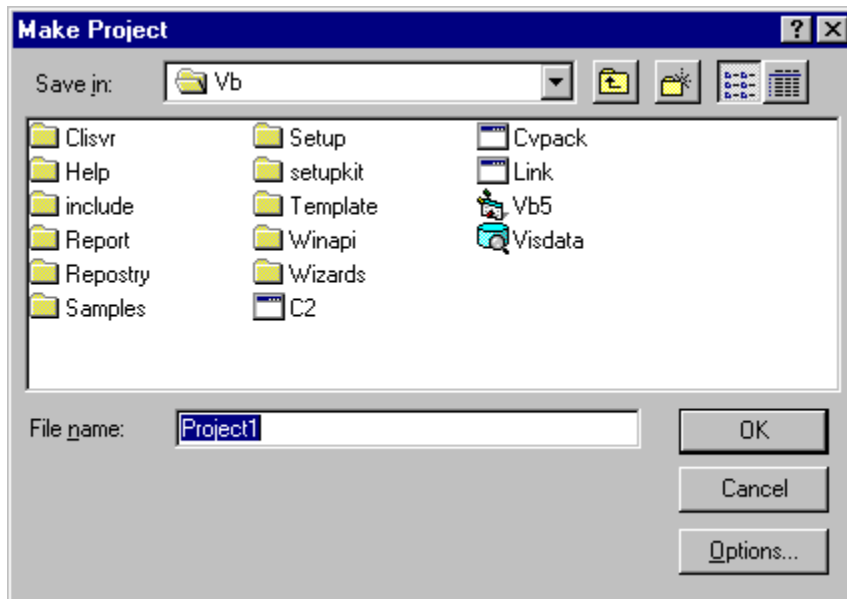 Make Project
Save in: Vb
Clisvr Setup Cvpack
Help setupkit Link
include Template Vb5
Report Winapi Visdata
Repostry Wizards
Samples C2
File name: Project1 OK
Cancel
Options...